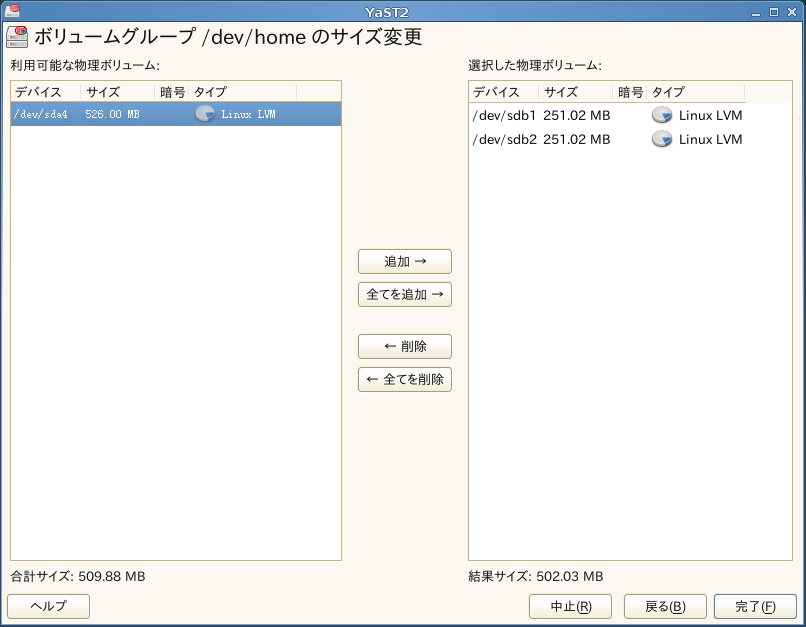 YaST2
ボリュームグループ /dev/home のサイズ変更
利用可能な物理ボリューム:
デバイス サイズ 暗号 タイプ
/dev/sda4 526.00 MB Linux LVM
合計サイズ: 509.88 MB
追加 →
全てを追加 →
← 削除
← 全てを削除
選択した物理ボリューム:
デバイス サイズ 暗号 タイプ
/dev/sdb1 251.02 MB Linux LVM
/dev/sdb2 251.02 MB Linux LVM
結果サイズ: 502.03 MB
ヘルプ 中止(R) 戻る(B) 完了(F)